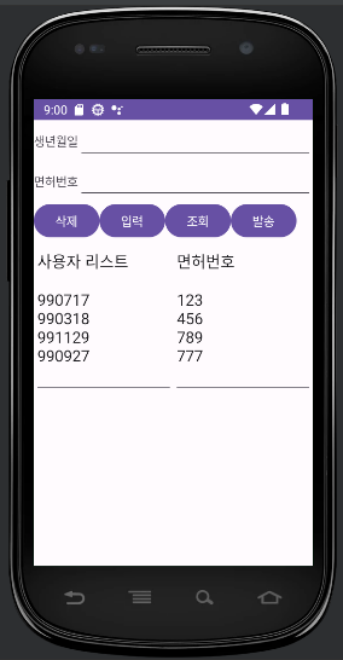 9:00
생년월일
면허번호
삭제 입력 조회 발송
사용자 리스트 면허번호
990717 123
990318 456
991129 789
990927 777